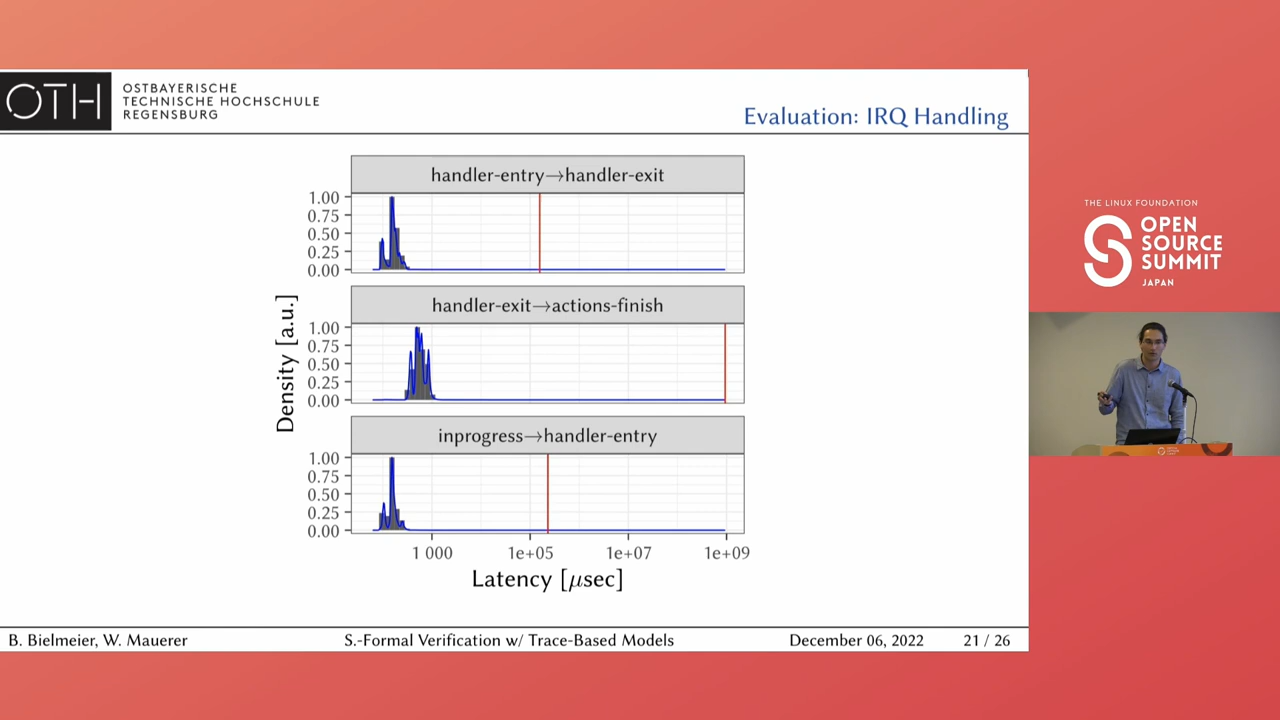 OTH
OSTBAYERISCHE
TECHNISCHE HOCHSCHULE
REGENSBURG
Evaluation: IRQ Handling
handler-entry→handler-exit
1.00
0.75
0.50
0.25
0.00
handler-exit→actions-finish
1.00
0.75
0.50
0.25
0.00
inprogress→handler-entry
1.00
0.75
0.50
0.25
0.00
Density [a.u.]
1 000
1e+05
1e+07
1e+09
Latency [μsec]
B. Bielmeier, W. Mauerer
S.-Formal Verification w/ Trace-Based Models
December 06, 2022
21 / 26
THE LINUX FOUNDATION
OPEN
SOURCE
SUMMIT
JAPAN